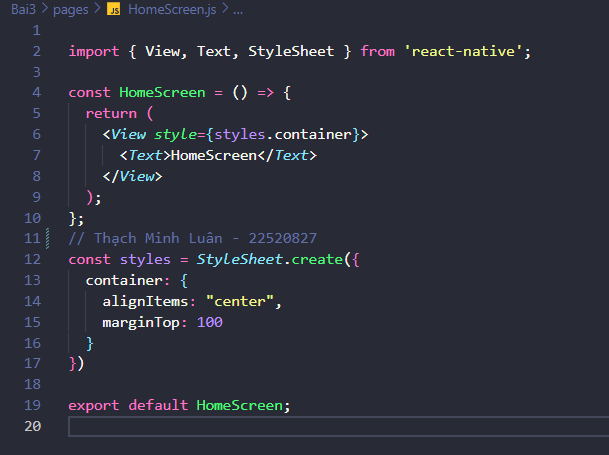 Bai3 > pages > JS HomeScreen.js > ...
1
2 import { View, Text, StyleSheet } from 'react-native';
3
4 const HomeScreen = () => {
5   return (
6     <View style={styles.container}>
7       <Text>HomeScreen</Text>
8     </View>
9   );
10 };
11 // Thạch Minh Luân - 22520827
12 const styles = StyleSheet.create({
13   container: {
14     alignItems: "center",
15     marginTop: 100
16   }
17 })
18
19 export default HomeScreen;
20